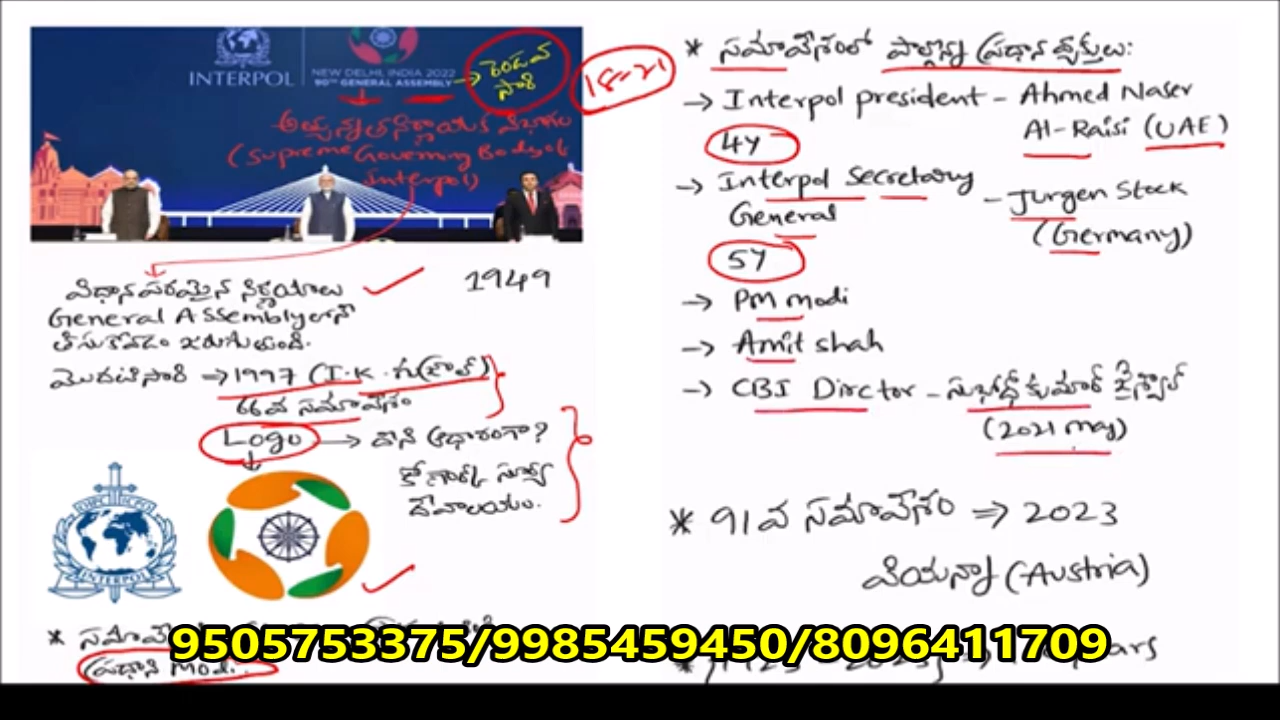 INTERPOL
NEW DELHI, INDIA 2022
90TH GENERAL ASSEMBLY
→ రెండవ
సారి
18-21
అత్యున్నత నిర్ణాయక విభాగం
(Supreme Governing Body of
Interpol)
విధానపరమైన నిర్ణయాలు
General Assembly లోనే
తీసుకోవడం జరుగుతుంది.
1949
మొదటిసారి → 1997 (I.K. గుజ్రాల్)
66వ సమావేశం
Logo → దేని ఆధారంగా?
కోణార్క్ సూర్య
దేవాలయం.
INTERPOL
(ప్రధాని Modi.
* సమావేశంలో పాల్గొన్న ప్రధాన వ్యక్తులు:
→ Interpol president - Ahmed Naser
Al-Raisi (UAE)
4Y
→ Interpol Secretary
General
- Jurgen Stock
(Germany)
5Y
→ PM modi
→ Amit shah
→ CBI Dirctor - సుభోధ్ కుమార్ జైస్వాల్
(2021 may)
* 91వ సమావేశం ⇒ 2023
వియన్నా (Austria)
9505753375/9985459450/8096411709